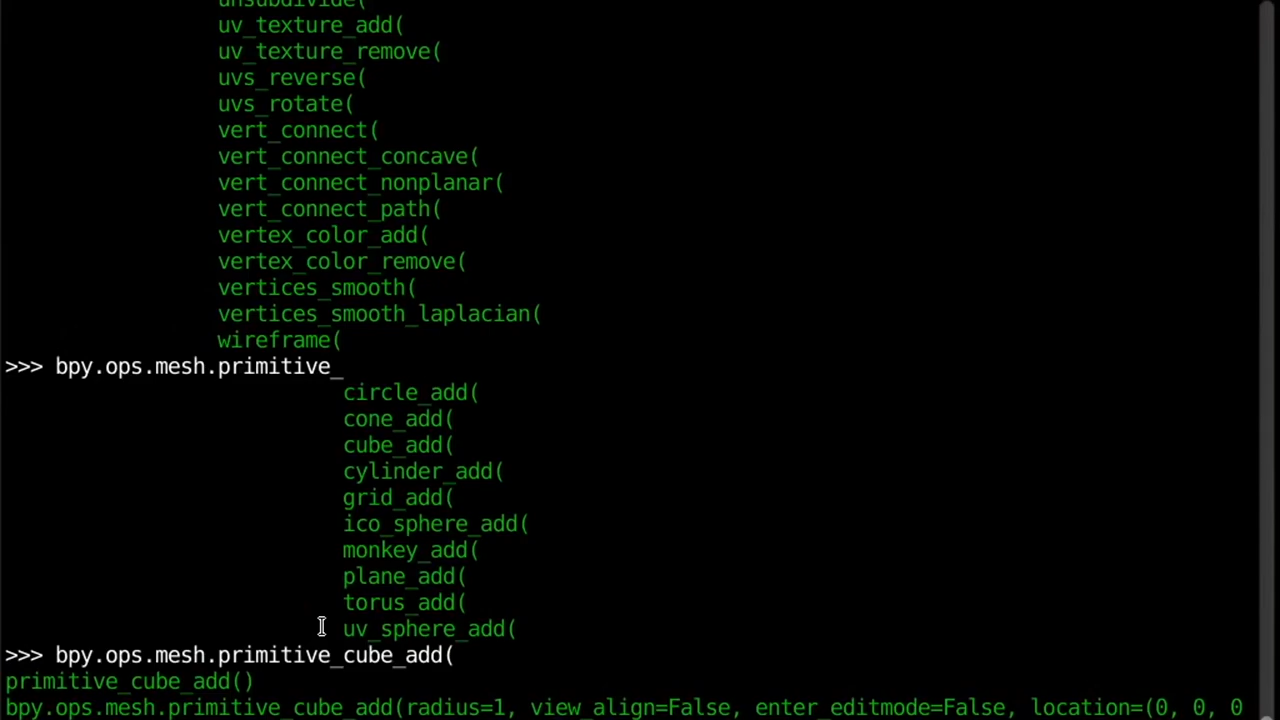 unsubdivide(
uv_texture_add(
uv_texture_remove(
uvs_reverse(
uvs_rotate(
vert_connect(
vert_connect_concave(
vert_connect_nonplanar(
vert_connect_path(
vertex_color_add(
vertex_color_remove(
vertices_smooth(
vertices_smooth_laplacian(
wireframe(
>>> bpy.ops.mesh.primitive_
circle_add(
cone_add(
cube_add(
cylinder_add(
grid_add(
ico_sphere_add(
monkey_add(
plane_add(
torus_add(
uv_sphere_add(
>>> bpy.ops.mesh.primitive_cube_add(
primitive_cube_add()
bpy.ops.mesh.primitive_cube_add(radius=1, view_align=False, enter_editmode=False, location=(0, 0, 0